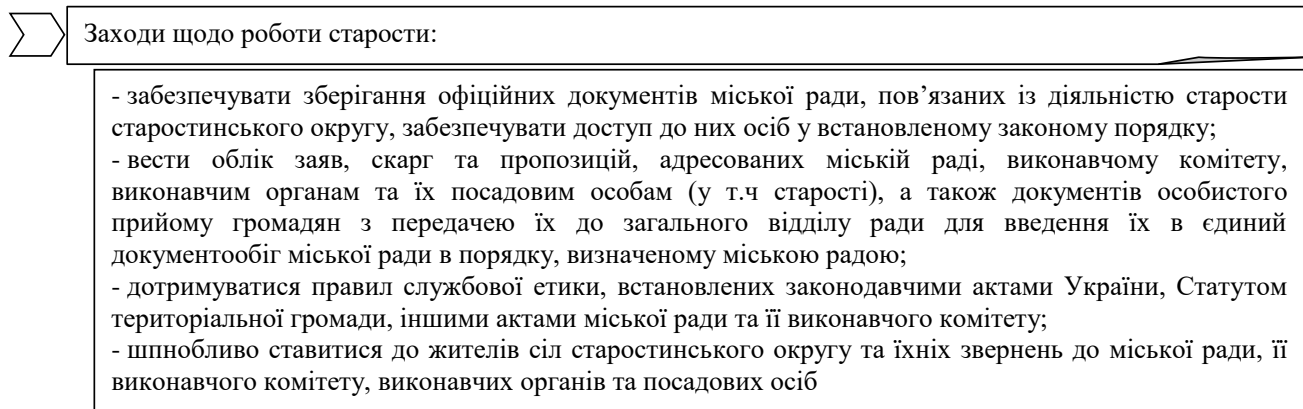 Заходи щодо роботи старости:
- забезпечувати зберігання офіційних документів міської ради, пов’язаних із діяльністю старости
старостинського округу, забезпечувати доступ до них осіб у встановленому законому порядку;
- вести облік заяв, скарг та пропозицій, адресованих міській раді, виконавчому комітету,
виконавчим органам та їх посадовим особам (у т.ч старості), а також документів особистого
прийому громадян з передачею їх до загального відділу ради для введення їх в єдиний
документообіг міської ради в порядку, визначеному міською радою;
- дотримуватися правил службової етики, встановлених законодавчими актами України, Статутом
територіальної громади, іншими актами міської ради та її виконавчого комітету;
- шпнобливо ставитися до жителів сіл старостинського округу та їхніх звернень до міської ради, її
виконавчого комітету, виконавчих органів та посадових осіб